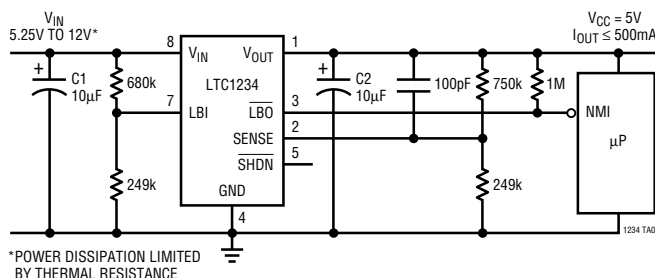 VIN
5.25V TO 12V*
VCC = 5V
IOUT ≤ 500mA
8
VIN
VOUT
1
+
C1
10µF
680k
LTC1234
+
C2
10µF
100pF
750k
1M
7
LBI
LBO
3
NMI
SENSE
2
µP
SHDN
5
249k
GND
249k
4
1234 TA0
*POWER DISSIPATION LIMITED
BY THERMAL RESISTANCE